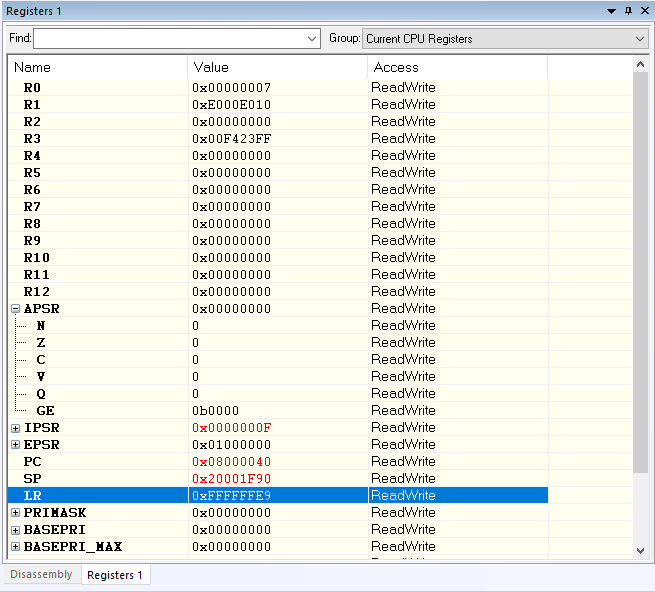 Registers 1
Find: Group: Current CPU Registers
Name Value Access
R0 0x00000007 ReadWrite
R1 0xE000E010 ReadWrite
R2 0x00000000 ReadWrite
R3 0x00F423FF ReadWrite
R4 0x00000000 ReadWrite
R5 0x00000000 ReadWrite
R6 0x00000000 ReadWrite
R7 0x00000000 ReadWrite
R8 0x00000000 ReadWrite
R9 0x00000000 ReadWrite
R10 0x00000000 ReadWrite
R11 0x00000000 ReadWrite
R12 0x00000000 ReadWrite
APSR 0x00000000 ReadWrite
N 0 ReadWrite
Z 0 ReadWrite
C 0 ReadWrite
V 0 ReadWrite
Q 0 ReadWrite
GE 0b0000 ReadWrite
IPSR 0x0000000F ReadWrite
EPSR 0x01000000 ReadWrite
PC 0x08000040 ReadWrite
SP 0x20001F90 ReadWrite
LR 0xFFFFFFE9 ReadWrite
PRIMASK 0x00000000 ReadWrite
BASEPRI 0x00000000 ReadWrite
BASEPRI_MAX 0x00000000 ReadWrite
Disassembly Registers 1